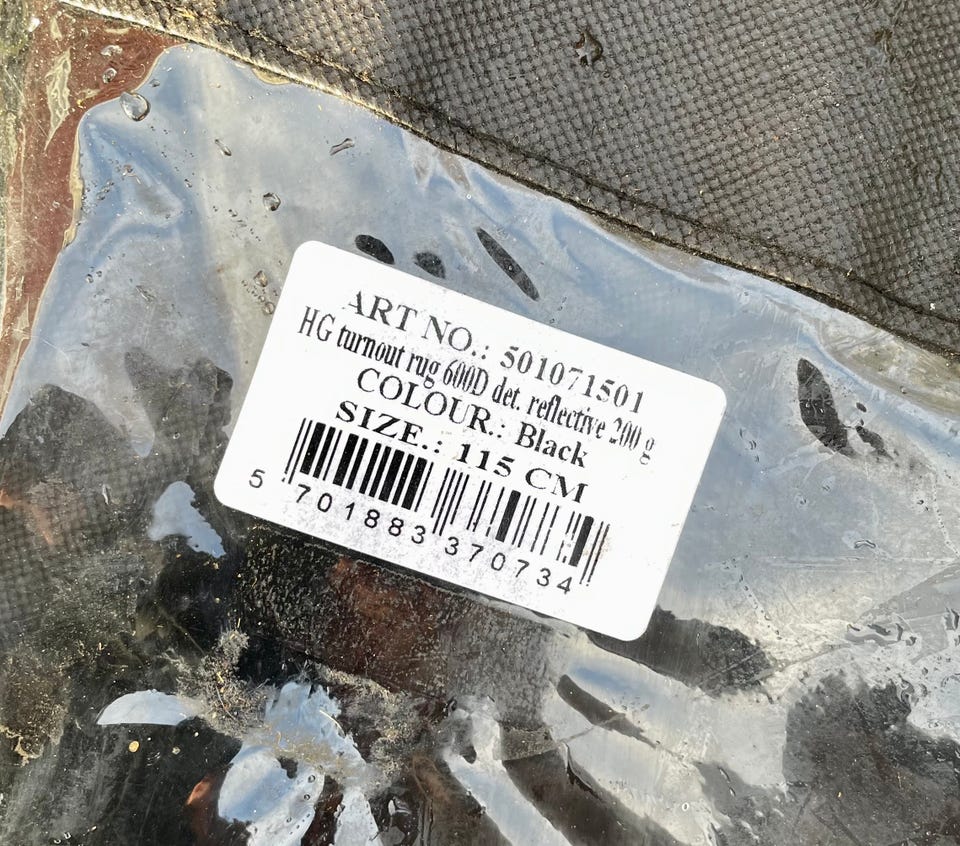 ART NO.: 501071501
HG turnout rug 600D det. reflective 200 g
COLOUR.: Black
SIZE.: 115 CM
5 701883 370734